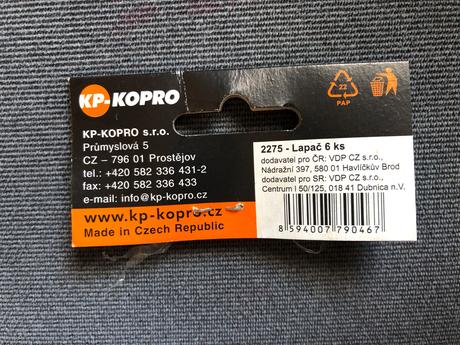 KP-KOPRO
KP-KOPRO s.r.o.
Průmyslová 5
CZ – 796 01 Prostějov
tel.: +420 582 336 431-2
fax: +420 582 336 433
e-mail: info@kp-kopro.cz
www.kp-kopro.cz
Made in Czech Republic
22
PAP
2275 - Lapač 6 ks
dodavatel pro ČR: VDP CZ s.r.o.,
Nádražní 397, 580 01 Havlíčkův Brod
dodavatel pro SR: VDP CZ s.r.o.,
Centrum I 50/125, 018 41 Dubnica n.V.
8 594007 790467